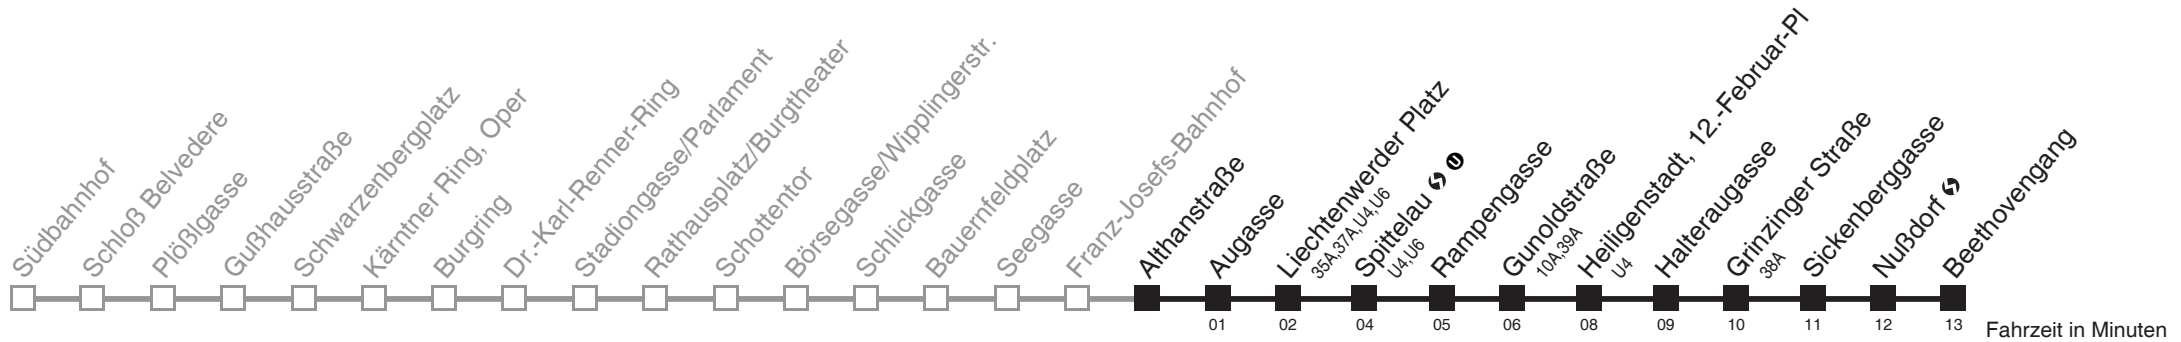 Südbahnhof
Schloß Belvedere
Plößlgasse
Gußhausstraße
Schwarzenbergplatz
Kärntner Ring, Oper
Burgring
Dr.-Karl-Renner-Ring
Stadiongasse/Parlament
Rathausplatz/Burgtheater
Schottentor
Börsegasse/Wipplingerstr.
Schlickgasse
Bauernfeldplatz
Seegasse
Franz-Josefs-Bahnhof
Althanstraße
Augasse
Liechtenwerder Platz
35A,37A,U4,U6
Spittelau S U
U4,U6
Rampengasse
Gunoldstraße
10A,39A
Heiligenstadt, 12.-Februar-Pl
U4
Halteraugasse
Grinzinger Straße
38A
Sickenberggasse
Nußdorf S
Beethovengang
01 02 04 05 06 08 09 10 11 12 13 Fahrzeit in Minuten